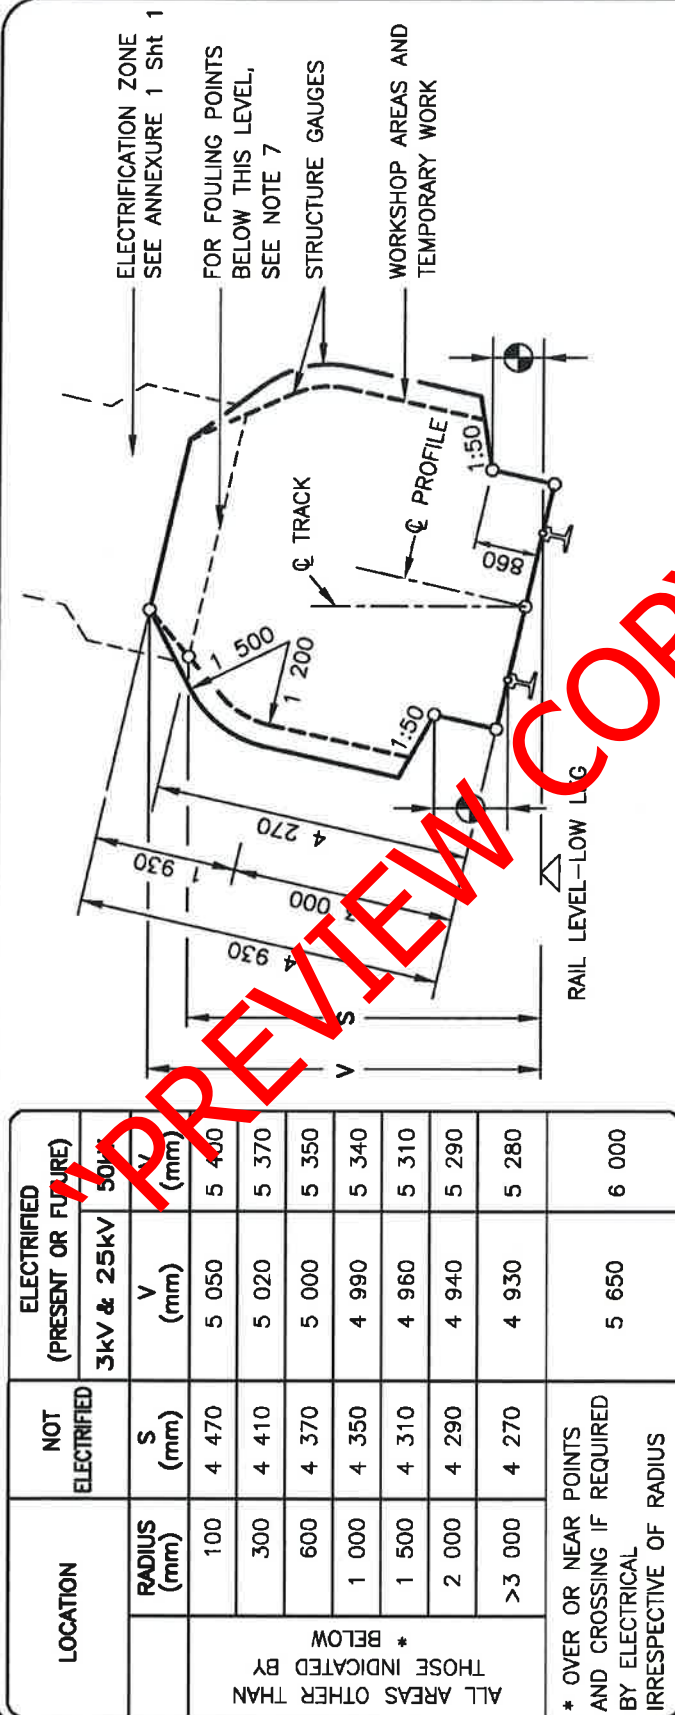 LOCATION
NOT
ELECTRIFIED
ELECTRIFIED
(PRESENT OR FUTURE)
3kV & 25kV
RADIUS
(mm)
S
(mm)
V
(mm)
(mm)
100 4 470 5 050 5 400
300 4 410 5 020 5 370
600 4 370 5 000 5 350
1 000 4 350 4 990 5 340
1 500 4 310 4 960 5 310
2 000 4 290 4 940 5 290
>3 000 4 270 4 930 5 280
ALL AREAS OTHER THAN
THOSE INDICATED BY
* BELOW
* OVER OR NEAR POINTS
AND CROSSING IF REQUIRED
BY ELECTRICAL
IRRESPECTIVE OF RADIUS
5 650 6 000
ELECTRIFICATION ZONE
SEE ANNEXURE 1 Sht 1
FOR FOULING POINTS
BELOW THIS LEVEL,
SEE NOTE 7
STRUCTURE GAUGES
WORKSHOP AREAS AND
TEMPORARY WORK
V
S
4 930
1 930
3 000
4 270
1 500
1 200
1:50
℄ TRACK
℄ PROFILE
1:50
860
RAIL LEVEL-LOW LEG
"PREVIEW COPY